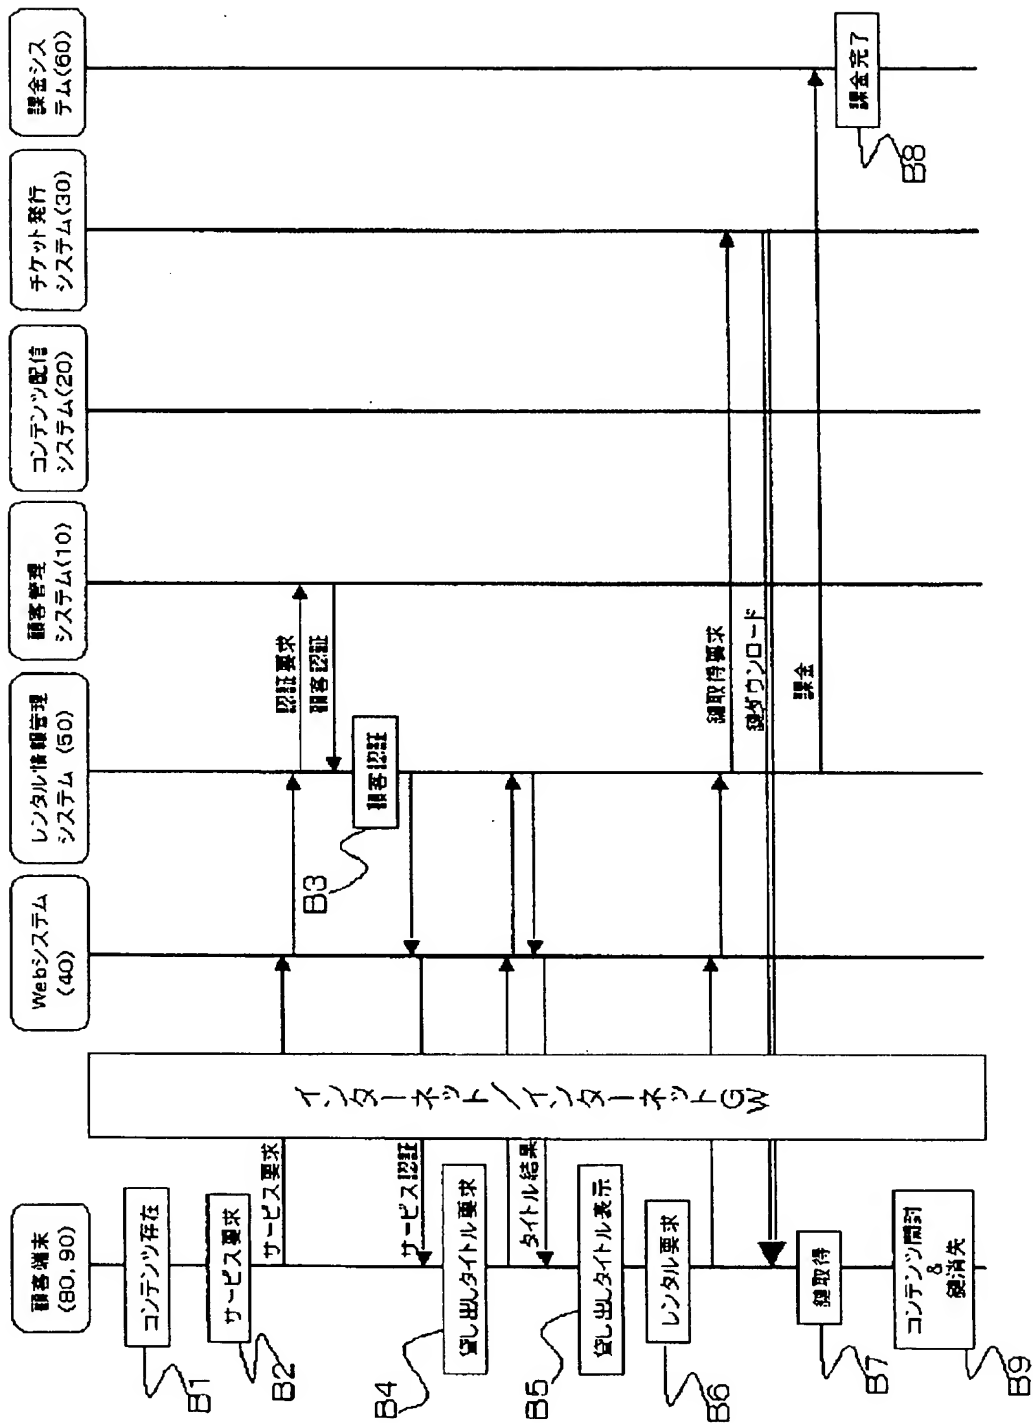 顧客端末
(80,90)
Webシステム
(40)
レンタル情報管理
システム(50)
顧客管理
システム(10)
コンテンツ配信
システム(20)
チケット発行
システム(30)
課金シス
テム(60)
インターネット/インターネットGW
コンテンツ存在
B1
サービス要求
B2
サービス要求
認証要求
顧客認証
顧客認証
B3
サービス認証
貸し出しタイトル要求
B4
タイトル結果
貸し出しタイトル表示
B5
レンタル要求
B6
鍵取得要求
鍵ダウンロード
鍵取得
B7
課金
課金完了
B8
コンテンツ開封
&
鍵消失
B9